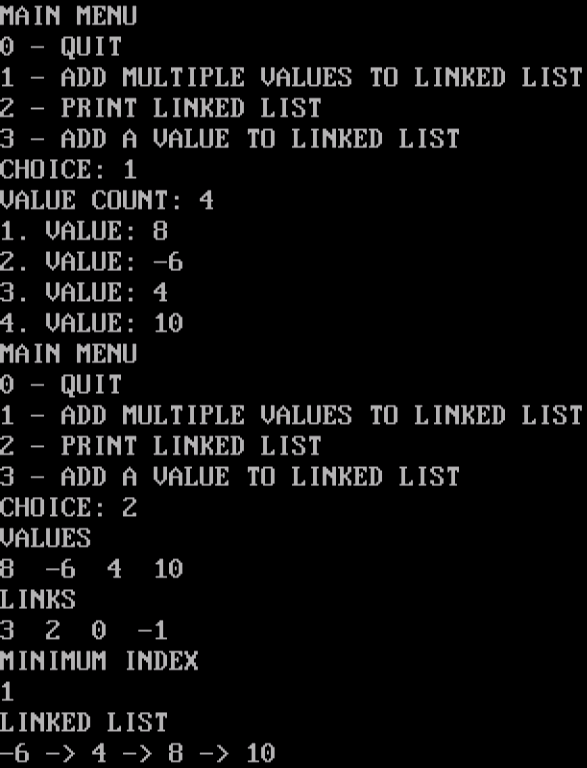 MAIN MENU
0 - QUIT
1 - ADD MULTIPLE VALUES TO LINKED LIST
2 - PRINT LINKED LIST
3 - ADD A VALUE TO LINKED LIST
CHOICE: 1
VALUE COUNT: 4
1. VALUE: 8
2. VALUE: -6
3. VALUE: 4
4. VALUE: 10
MAIN MENU
0 - QUIT
1 - ADD MULTIPLE VALUES TO LINKED LIST
2 - PRINT LINKED LIST
3 - ADD A VALUE TO LINKED LIST
CHOICE: 2
VALUES
8  -6  4  10
LINKS
3  2  0  -1
MINIMUM INDEX
1
LINKED LIST
-6 -> 4 -> 8 -> 10